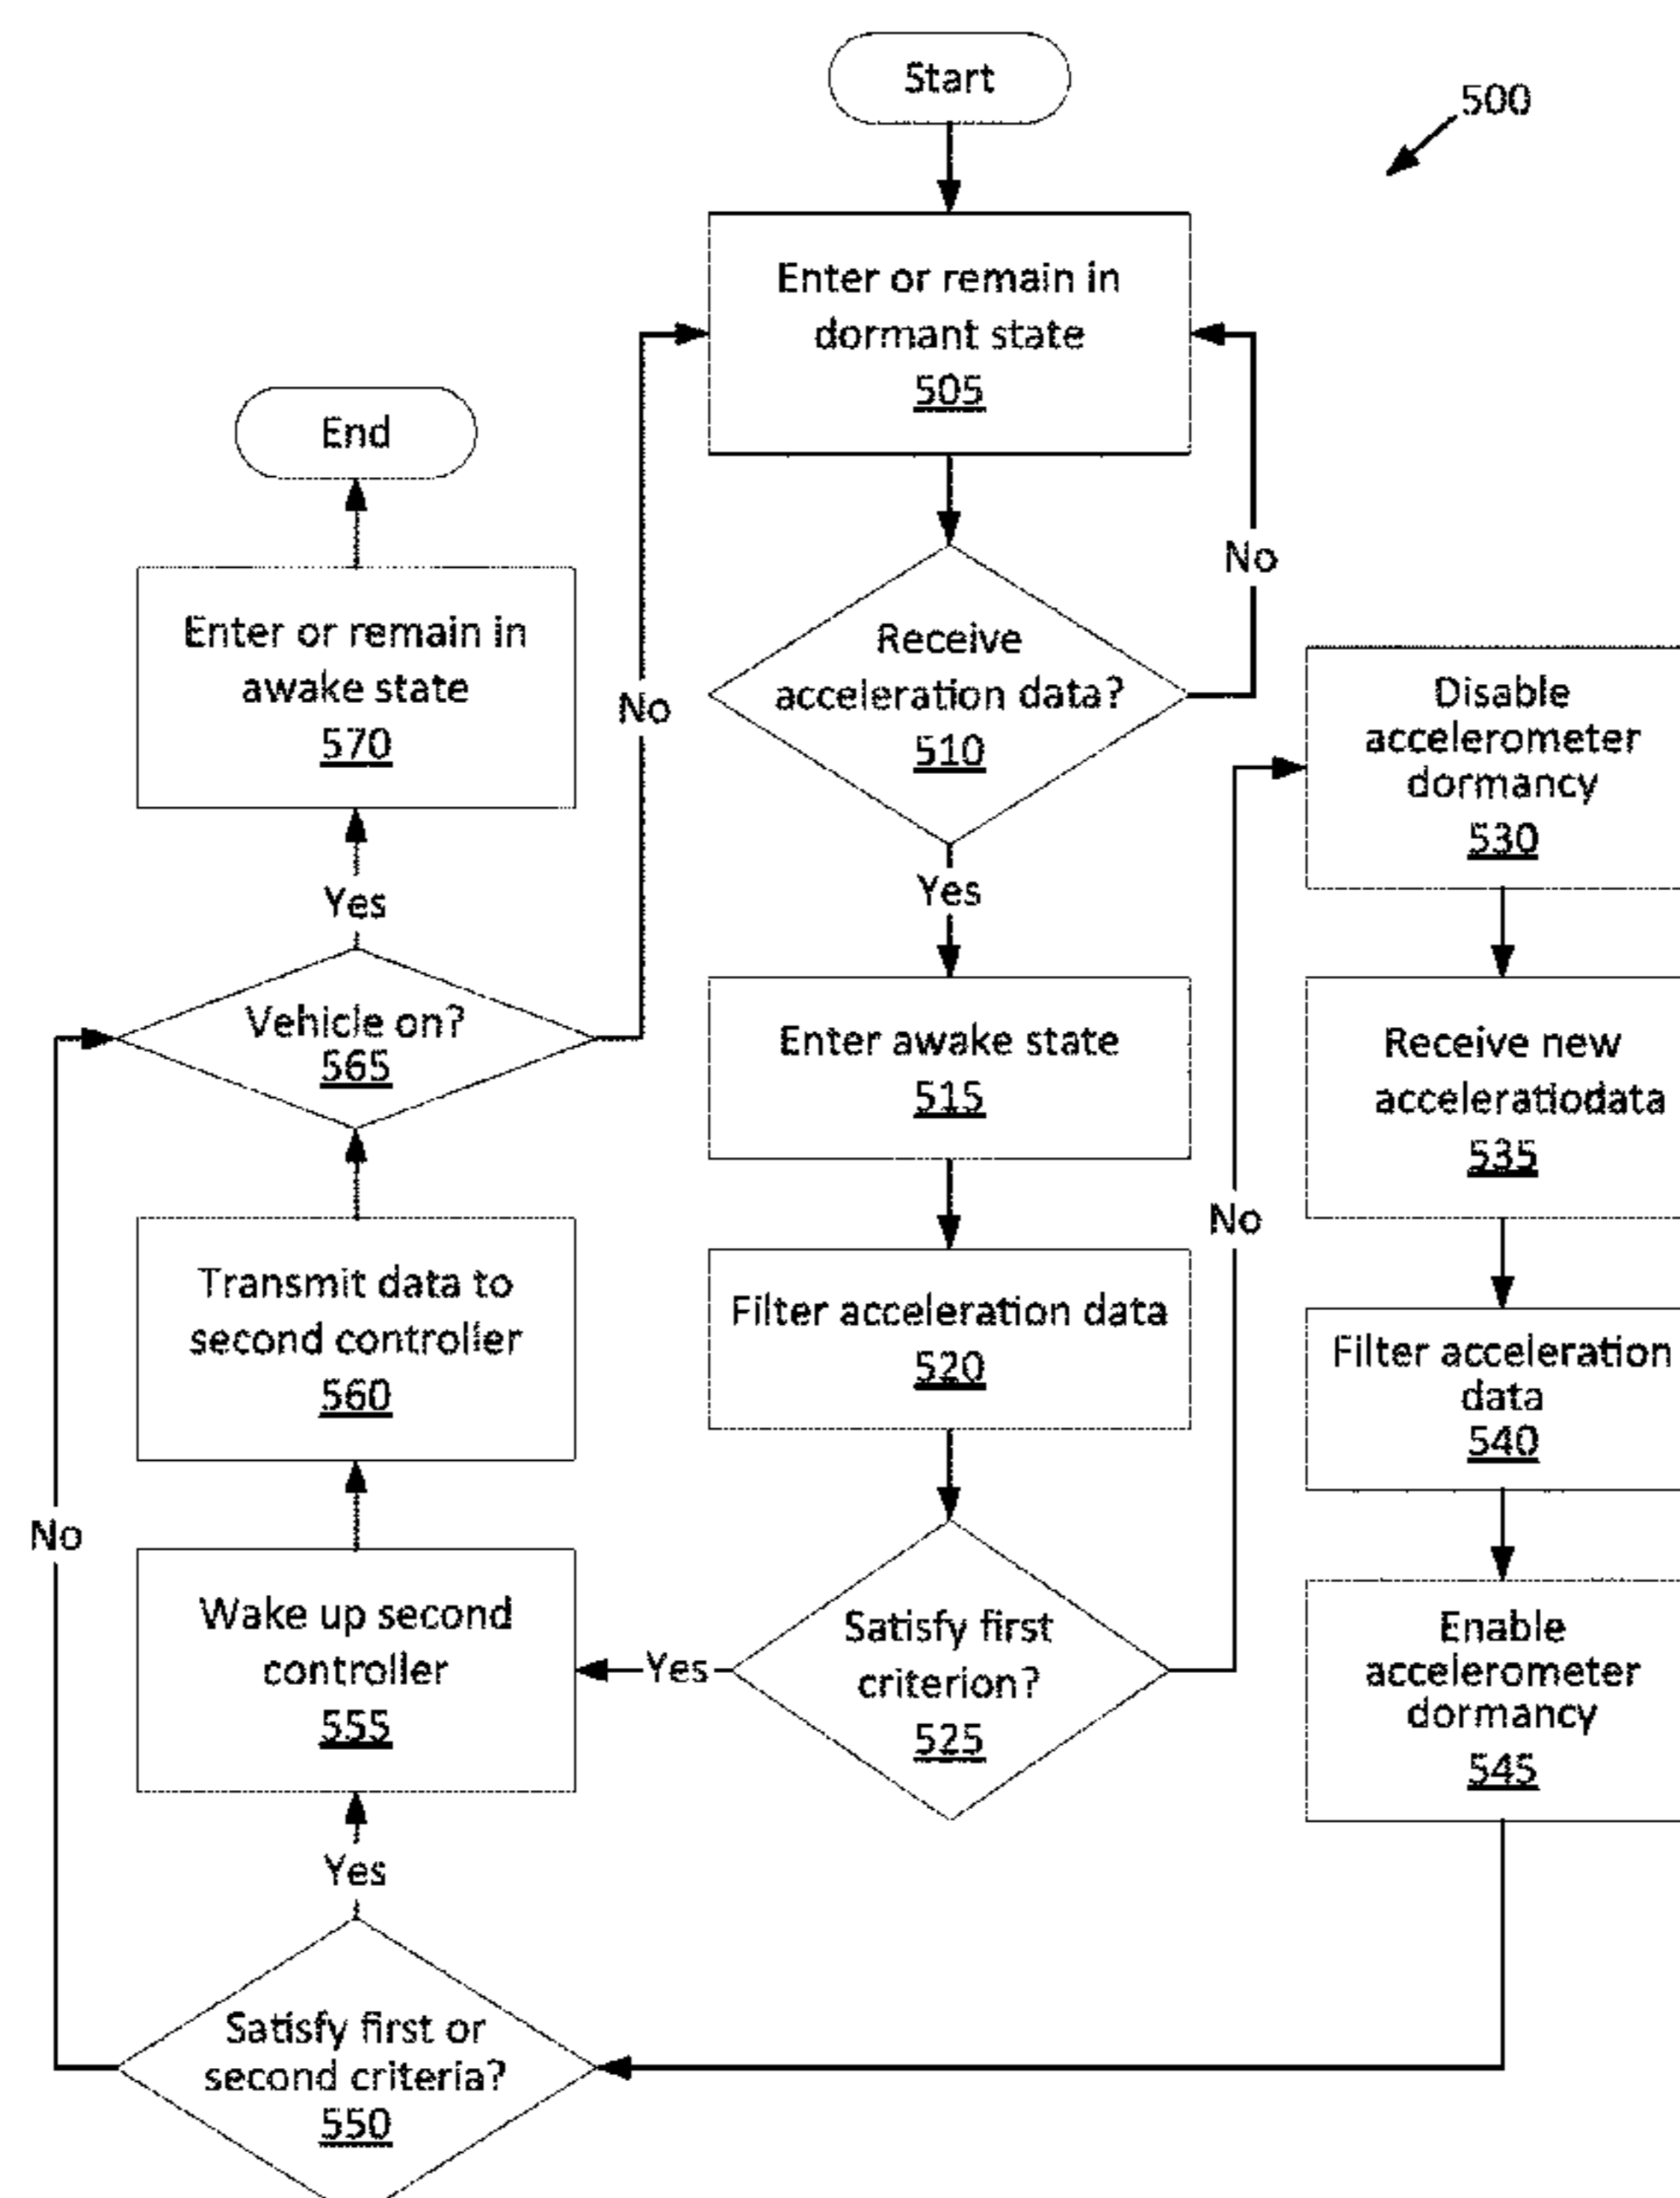 Start
500
Enter or remain in
dormant state
505
End
No
Enter or remain in
awake state
570
Receive
acceleration data?
510
No
Disable
accelerometer
dormancy
530
Yes
Yes
Vehicle on?
565
Enter awake state
515
Receive new
acceleratiodata
535
No
Transmit data to
second controller
560
Filter acceleration data
520
Filter acceleration
data
540
No
Wake up second
controller
555
Yes
Satisfy first
criterion?
525
Enable
accelerometer
dormancy
545
Yes
Satisfy first or
second criteria?
550